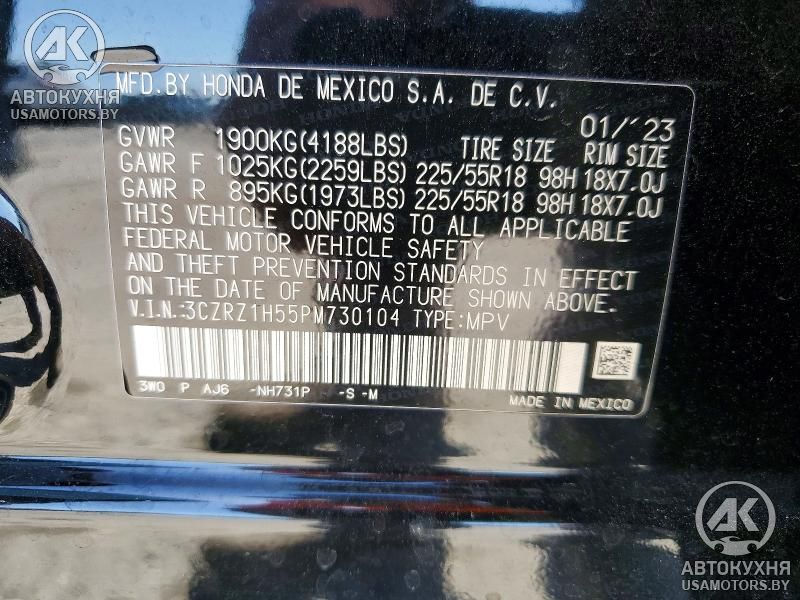 АК
АВТОКУХНЯ
USAMOTORS.BY
MFD. BY HONDA DE MEXICO S.A. DE C.V.
01/'23
GVWR 1900KG(4188LBS) TIRE SIZE RIM SIZE
GAWR F 1025KG(2259LBS) 225/55R18 98H 18X7.0J
GAWR R 895KG(1973LBS) 225/55R18 98H 18X7.0J
THIS VEHICLE CONFORMS TO ALL APPLICABLE
FEDERAL MOTOR VEHICLE SAFETY
AND THEFT PREVENTION STANDARDS IN EFFECT
ON THE DATE OF MANUFACTURE SHOWN ABOVE.
V.I.N.:3CZRZ1H55PM730104 TYPE:MPV
3W0 P AJ6 -NH731P -S -M
MADE IN MEXICO
АК
АВТОКУХНЯ
USAMOTORS.BY